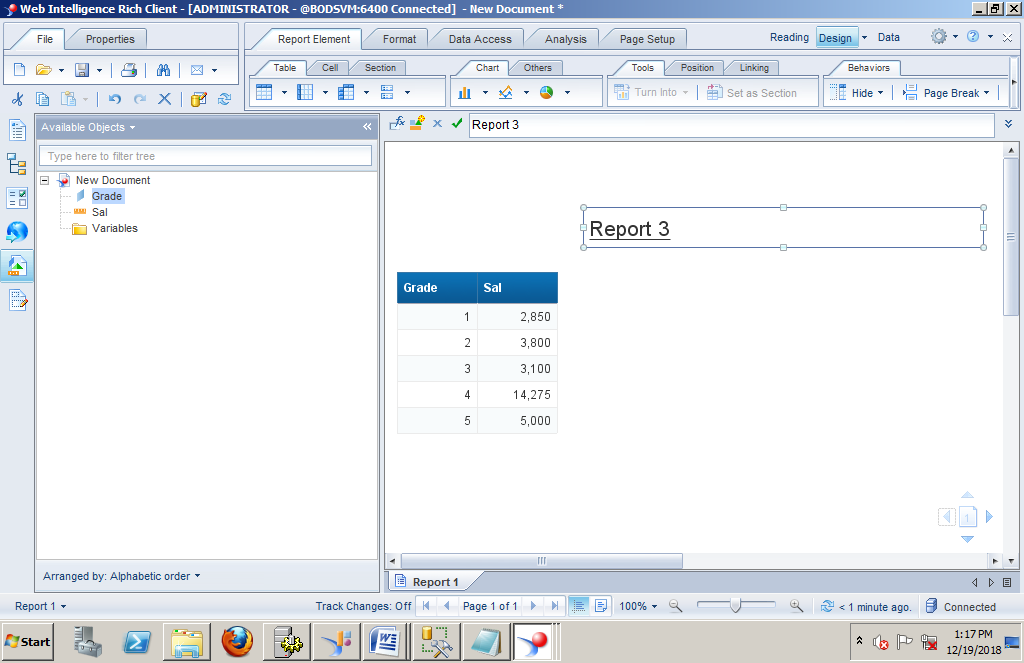 Web Intelligence Rich Client - [ADMINISTRATOR - @BODSVM:6400 Connected] - New Document *
File Properties
Report Element Format Data Access Analysis Page Setup
Reading Design Data
Table Cell Section
Chart Others
Tools Position Linking
Behaviors
Turn Into Set as Section
Hide Page Break
Available Objects
Report 3
Type here to filter tree
New Document
Grade
Sal
Variables
Report 3
Grade Sal
1 2,850
2 3,800
3 3,100
4 14,275
5 5,000
1
Arranged by: Alphabetic order
Report 1
Report 1 Track Changes: Off Page 1 of 1 100% < 1 minute ago. Connected
Start
1:17 PM
12/19/2018